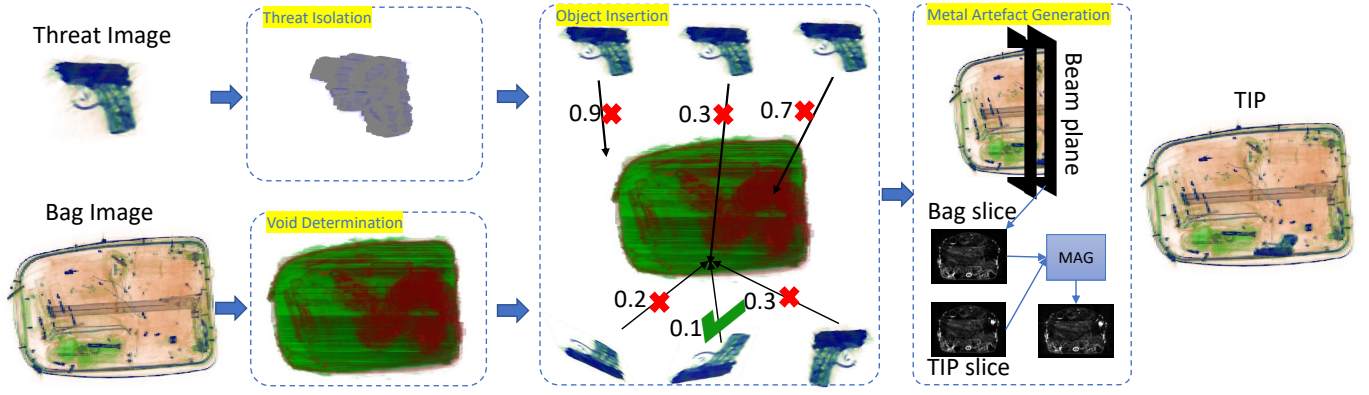 Threat Image
Threat Isolation
Object Insertion
0.9
0.3
0.7
0.2
0.1
0.3
Bag Image
Void Determination
Metal Artefact Generation
Beam plane
Bag slice
MAG
TIP slice
TIP